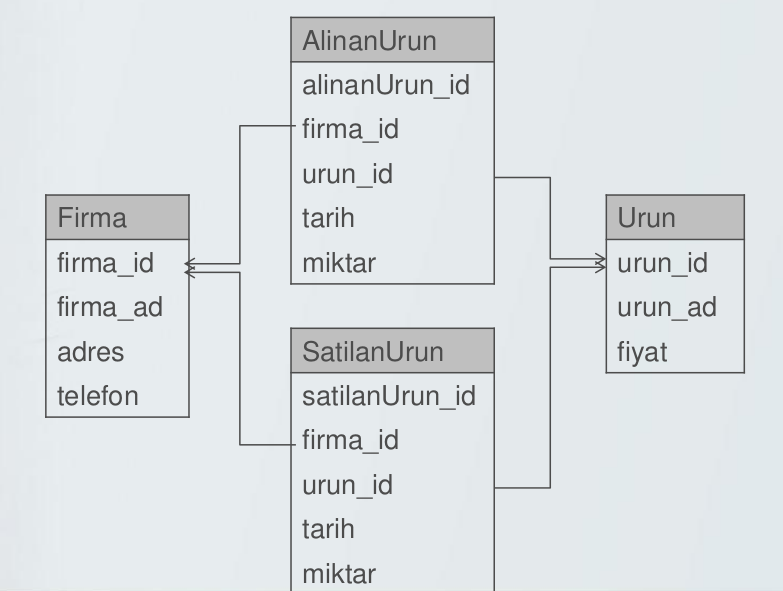 AlinanUrun
alinanUrun_id
firma_id
urun_id
tarih
miktar
Firma
firma_id
firma_ad
adres
telefon
Urun
urun_id
urun_ad
fiyat
SatilanUrun
satilanUrun_id
firma_id
urun_id
tarih
miktar